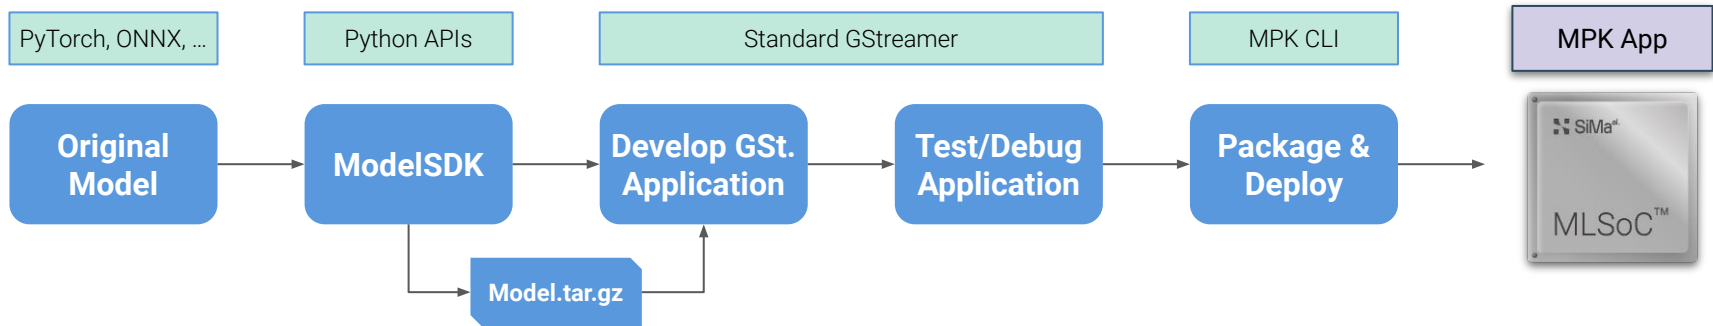 PyTorch, ONNX, ...
Python APIs
Standard GStreamer
MPK CLI
MPK App
Original
Model
ModelSDK
Develop GSt.
Application
Test/Debug
Application
Package &
Deploy
SiMa.ai
MLSoC™
Model.tar.gz